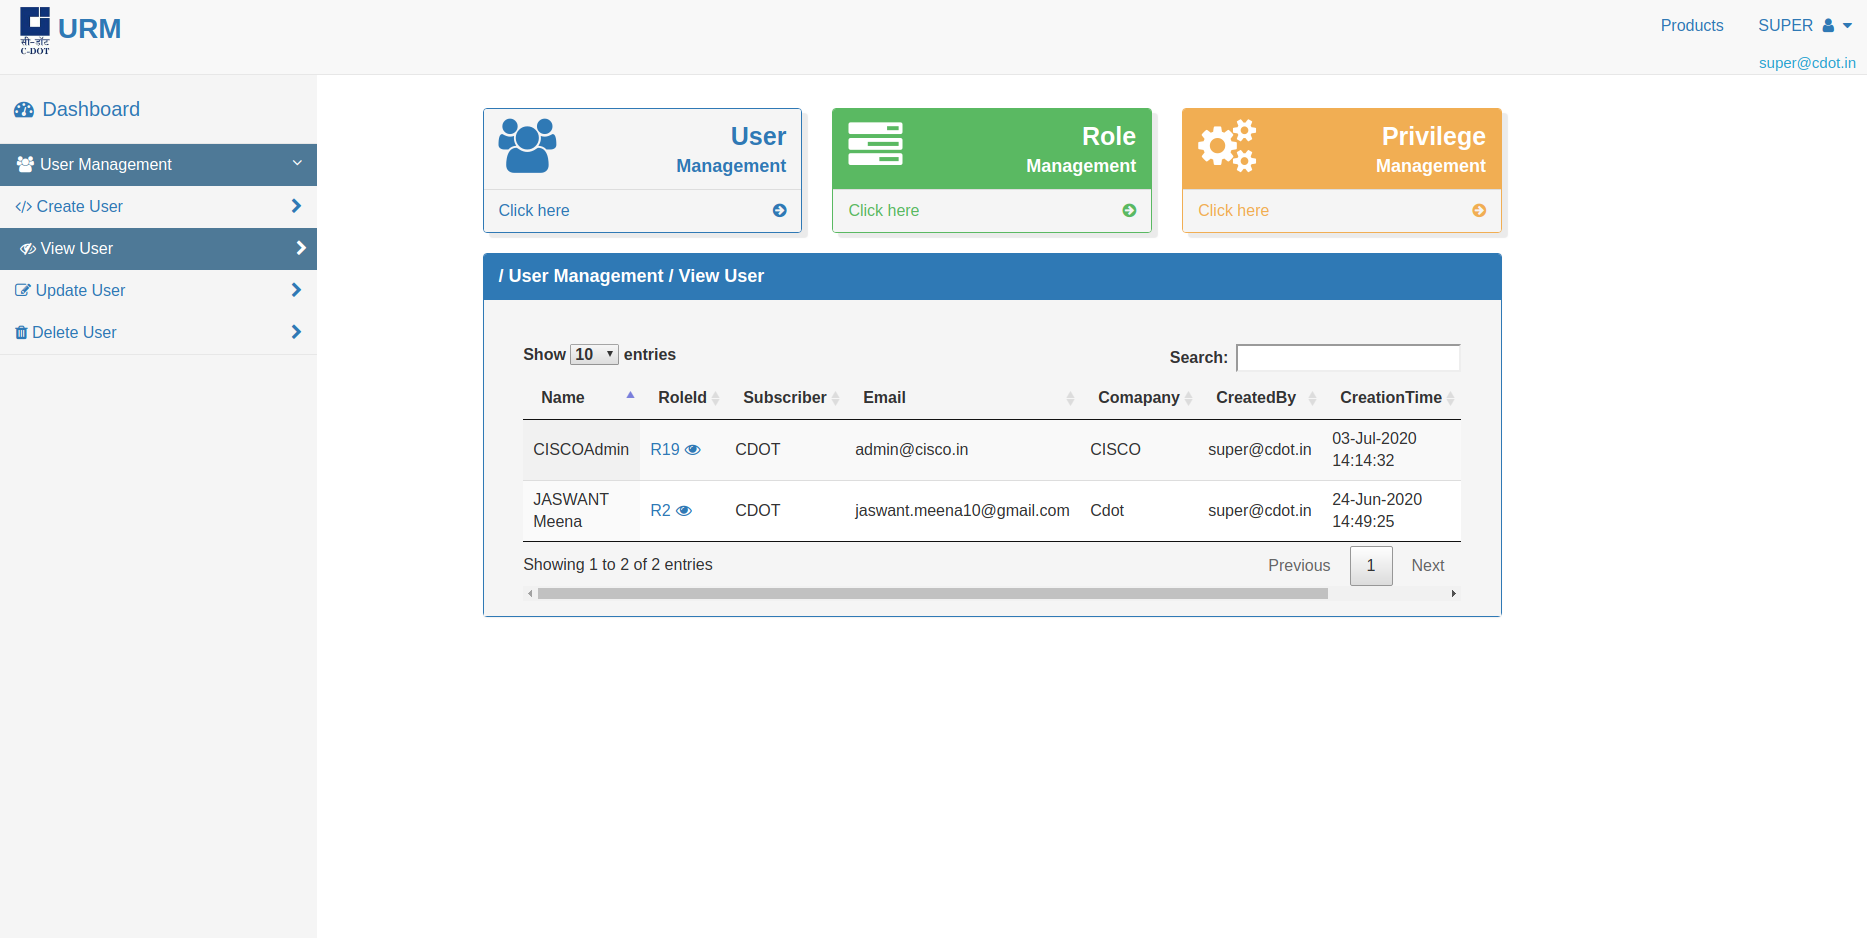 URM
सी-डॉट
C-DOT
Products
SUPER
super@cdot.in
Dashboard
User Management
Create User
View User
Update User
Delete User
User
Management
Click here
Role
Management
Click here
Privilege
Management
Click here
/ User Management / View User
Show 10 entries
Search:
Name RoleId Subscriber Email Comapany CreatedBy CreationTime
CISCOAdmin R19 CDOT admin@cisco.in CISCO super@cdot.in 03-Jul-2020
14:14:32
JASWANT
Meena R2 CDOT jaswant.meena10@gmail.com Cdot super@cdot.in 24-Jun-2020
14:49:25
Showing 1 to 2 of 2 entries
Previous 1 Next